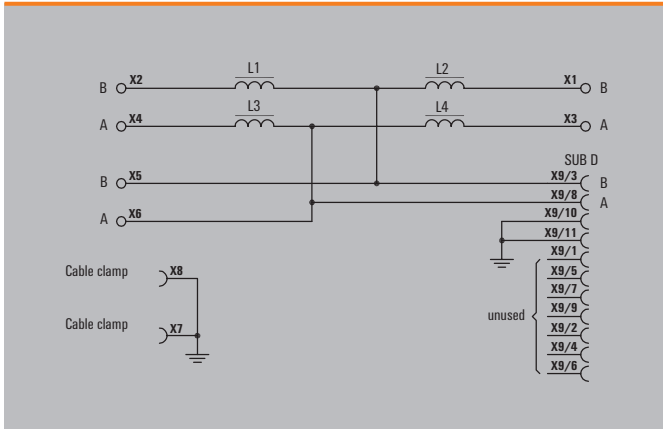 L1 L2
B X2 X1 B
L3 L4
A X4 X3 A
SUB D
B X5 X9/3 B
X9/8 A
A X6 X9/10
X9/11
X9/1
Cable clamp X8 X9/5
X9/7
unused X9/9
Cable clamp X7 X9/2
X9/4
X9/6